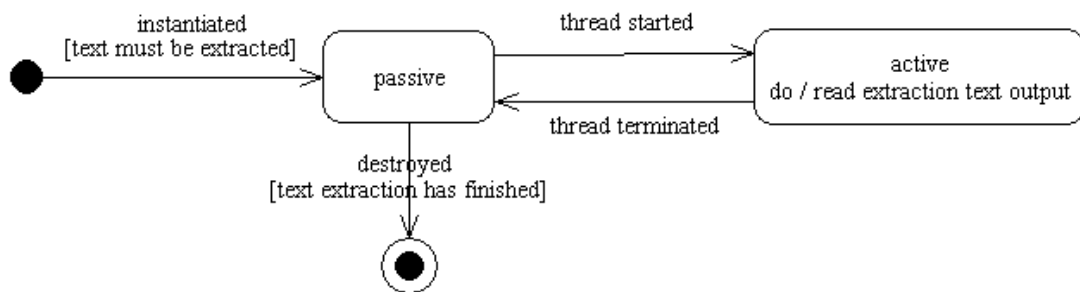 instantiated
[text must be extracted]
passive
thread started
thread terminated
active
do / read extraction text output
destroyed
[text extraction has finished]